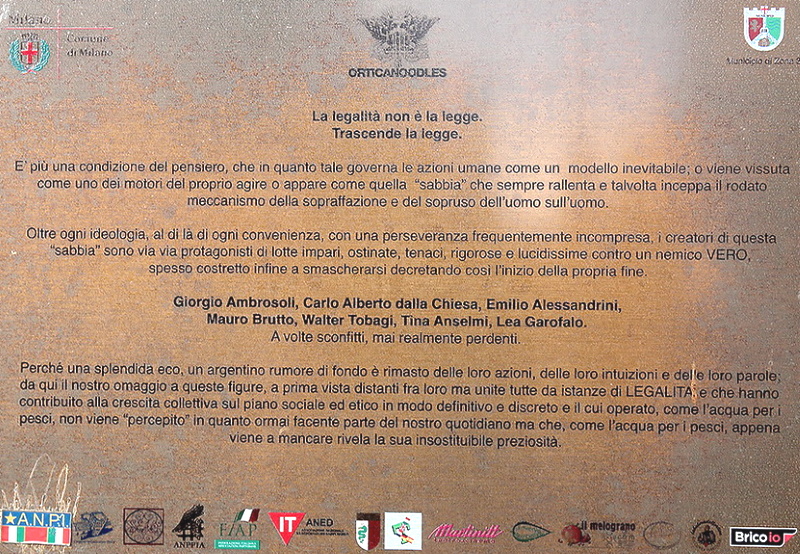 Milano
Comune
di Milano
ORTICANOODLES
Municipio di Zona 3
La legalità non è la legge.
Trascende la legge.
E' più una condizione del pensiero, che in quanto tale governa le azioni umane come un modello inevitabile; o viene vissuta
come uno dei motori del proprio agire o appare come quella "sabbia" che sempre rallenta e talvolta inceppa il rodato
meccanismo della sopraffazione e del sopruso dell'uomo sull'uomo.
Oltre ogni ideologia, al di là di ogni convenienza, con una perseveranza frequentemente incompresa, i creatori di questa
"sabbia" sono via via protagonisti di lotte impari, ostinate, tenaci, rigorose e lucidissime contro un nemico VERO,
spesso costretto infine a smascherarsi decretando così l'inizio della propria fine.
Giorgio Ambrosoli, Carlo Alberto dalla Chiesa, Emilio Alessandrini,
Mauro Brutto, Walter Tobagi, Tina Anselmi, Lea Garofalo.
A volte sconfitti, mai realmente perdenti.
Perché una splendida eco, un argentino rumore di fondo è rimasto delle loro azioni, delle loro intuizioni e delle loro parole;
da qui il nostro omaggio a queste figure, a prima vista distanti fra loro ma unite tutte da istanze di LEGALITÀ e che hanno
contribuito alla crescita collettiva sul piano sociale ed etico in modo definitivo e discreto e il cui operato, come l'acqua per i
pesci, non viene "percepito" in quanto ormai facente parte del nostro quotidiano ma che, come l'acqua per i pesci, appena
viene a mancare rivela la sua insostituibile preziosità.
A.N.P.I.
ANPPIA
FIAP
IT
ANED
Martinitt
il melograno
Brico io